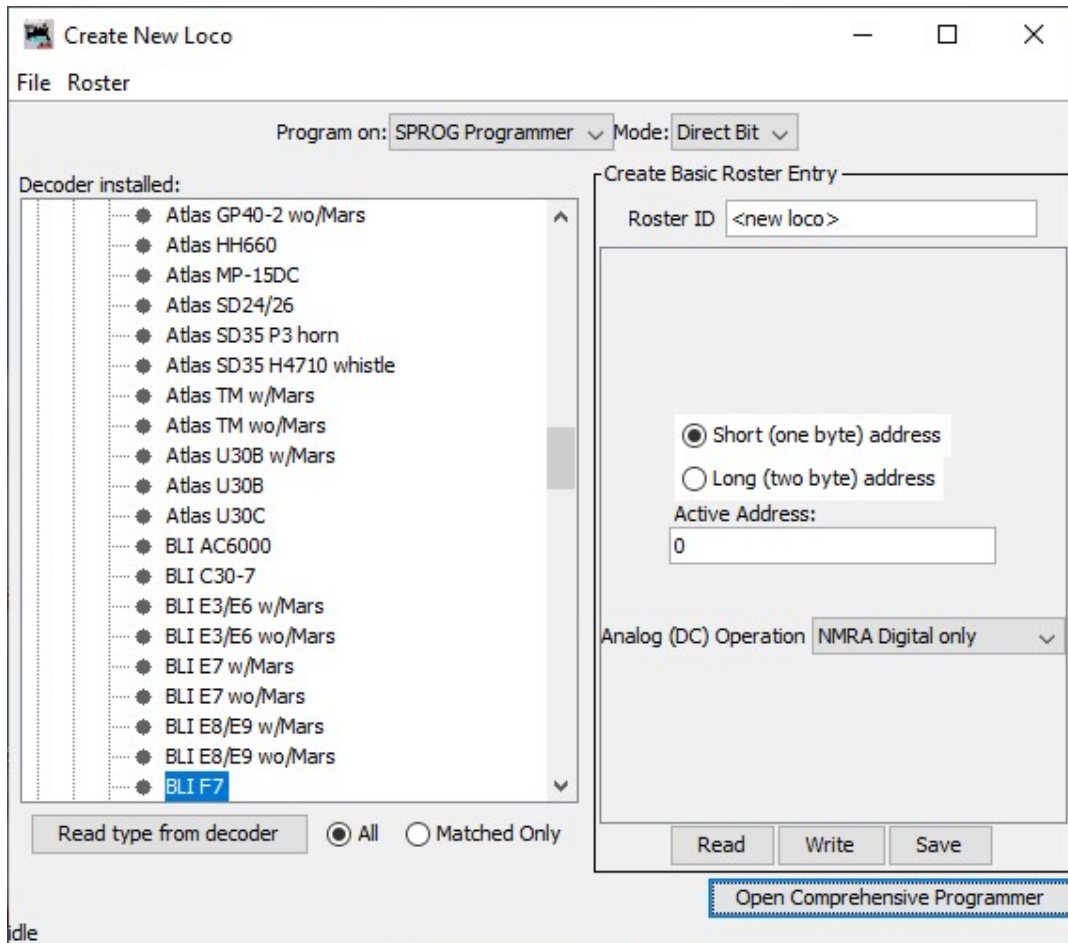 Create New Loco
File Roster
Program on: SPROG Programmer Mode: Direct Bit
Decoder installed:
Atlas GP40-2 wo/Mars
Atlas HH660
Atlas MP-15DC
Atlas SD24/26
Atlas SD35 P3 horn
Atlas SD35 H4710 whistle
Atlas TM w/Mars
Atlas TM wo/Mars
Atlas U30B w/Mars
Atlas U30B
Atlas U30C
BLI AC6000
BLI C30-7
BLI E3/E6 w/Mars
BLI E3/E6 wo/Mars
BLI E7 w/Mars
BLI E7 wo/Mars
BLI E8/E9 w/Mars
BLI E8/E9 wo/Mars
BLI F7
Read type from decoder All Matched Only
Create Basic Roster Entry
Roster ID <new loco>
Short (one byte) address
Long (two byte) address
Active Address:
0
Analog (DC) Operation NMRA Digital only
Read Write Save
Open Comprehensive Programmer
idle